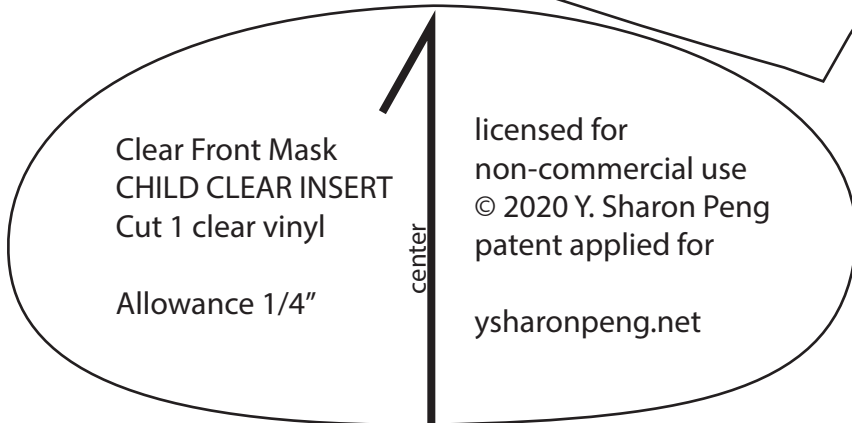 Clear Front Mask
CHILD CLEAR INSERT
Cut 1 clear vinyl
Allowance 1/4”
center
licensed for
non-commercial use
© 2020 Y. Sharon Peng
patent applied for
ysharonpeng.net